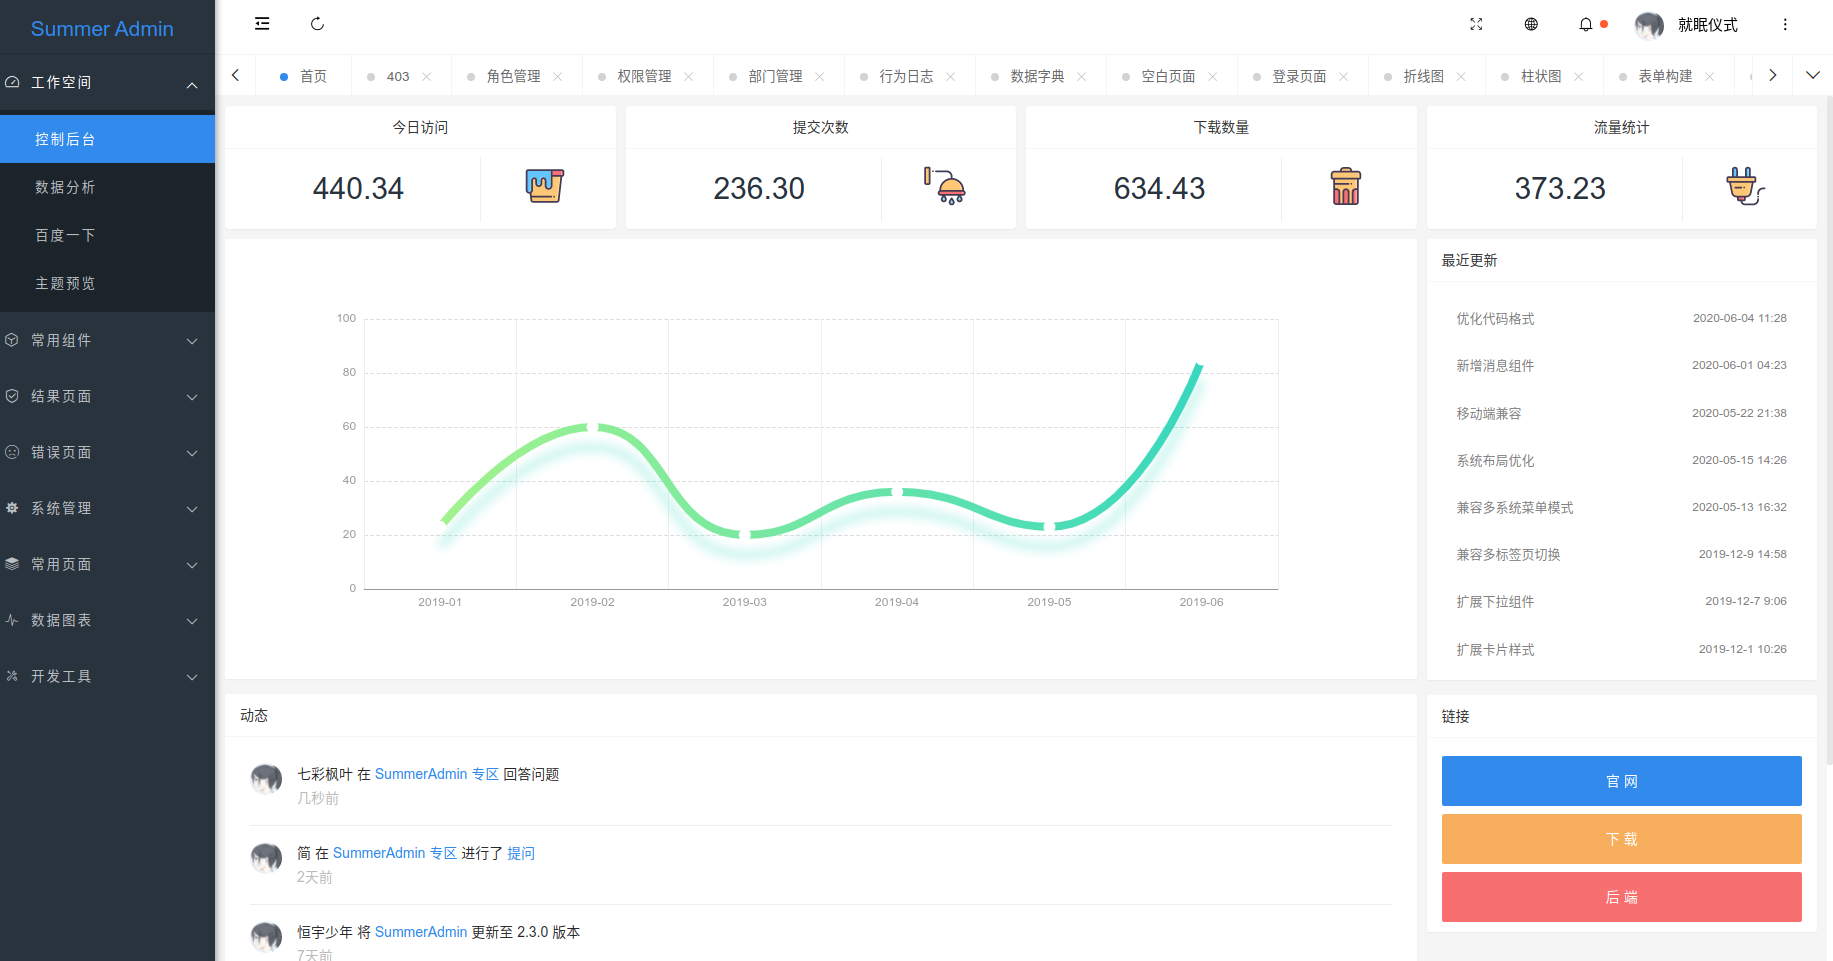 Summer Admin
就眠仪式
工作空间
控制后台
数据分析
百度一下
主题预览
常用组件
结果页面
错误页面
系统管理
常用页面
数据图表
开发工具
首页 403 角色管理 权限管理 部门管理 行为日志 数据字典 空白页面 登录页面 折线图 柱状图 表单构建
今日访问
440.34
提交次数
236.30
下载数量
634.43
流量统计
373.23
100
80
60
40
20
0
2019-01 2019-02 2019-03 2019-04 2019-05 2019-06
最近更新
优化代码格式 2020-06-04 11:28
新增消息组件 2020-06-01 04:23
移动端兼容 2020-05-22 21:38
系统布局优化 2020-05-15 14:26
兼容多系统菜单模式 2020-05-13 16:32
兼容多标签页切换 2019-12-9 14:58
扩展下拉组件 2019-12-7 9:06
扩展卡片样式 2019-12-1 10:26
动态
七彩枫叶 在 SummerAdmin 专区 回答问题
几秒前
简 在 SummerAdmin 专区 进行了 提问
2天前
恒宇少年 将 SummerAdmin 更新至 2.3.0 版本
7天前
链接
官 网
下 载
后 端